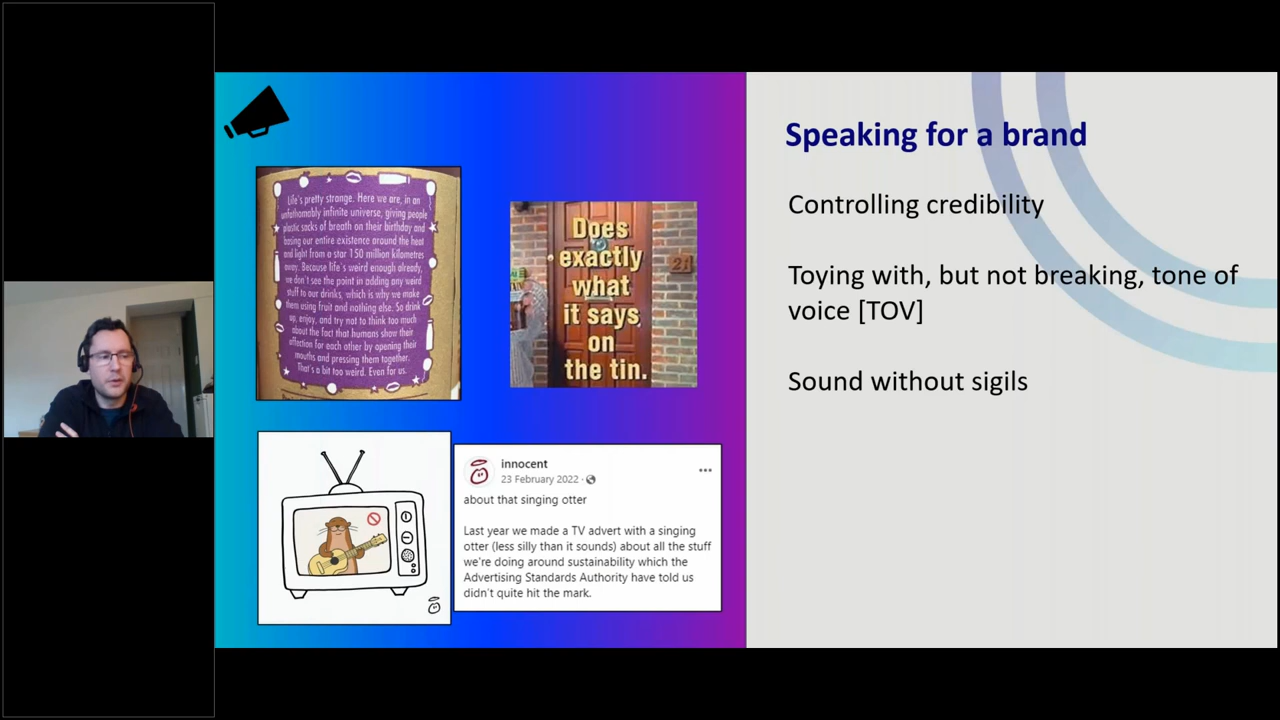 Life's pretty strange. Here we are, in an
unfathomably infinite universe, giving people
plastic sacks of breath on their birthday and
basing our entire existence around the heat
and light from a star 150 million kilometres
away. Because life's weird enough already,
we don't see the point in adding any weird
stuff to our drinks, which is why we make
them using fruit and nothing else. So drink
up, enjoy, and try not to think too much
about the fact that humans show their
affection for each other by opening their
mouths and pressing them together.
That's a bit too weird. Even for us.
Does
exactly
what
it says
on
the tin.
21
innocent
23 February 2022 ·
about that singing otter
Last year we made a TV advert with a singing
otter (less silly than it sounds) about all the stuff
we're doing around sustainability which the
Advertising Standards Authority have told us
didn't quite hit the mark.
Speaking for a brand
Controlling credibility
Toying with, but not breaking, tone of
voice [TOV]
Sound without sigils